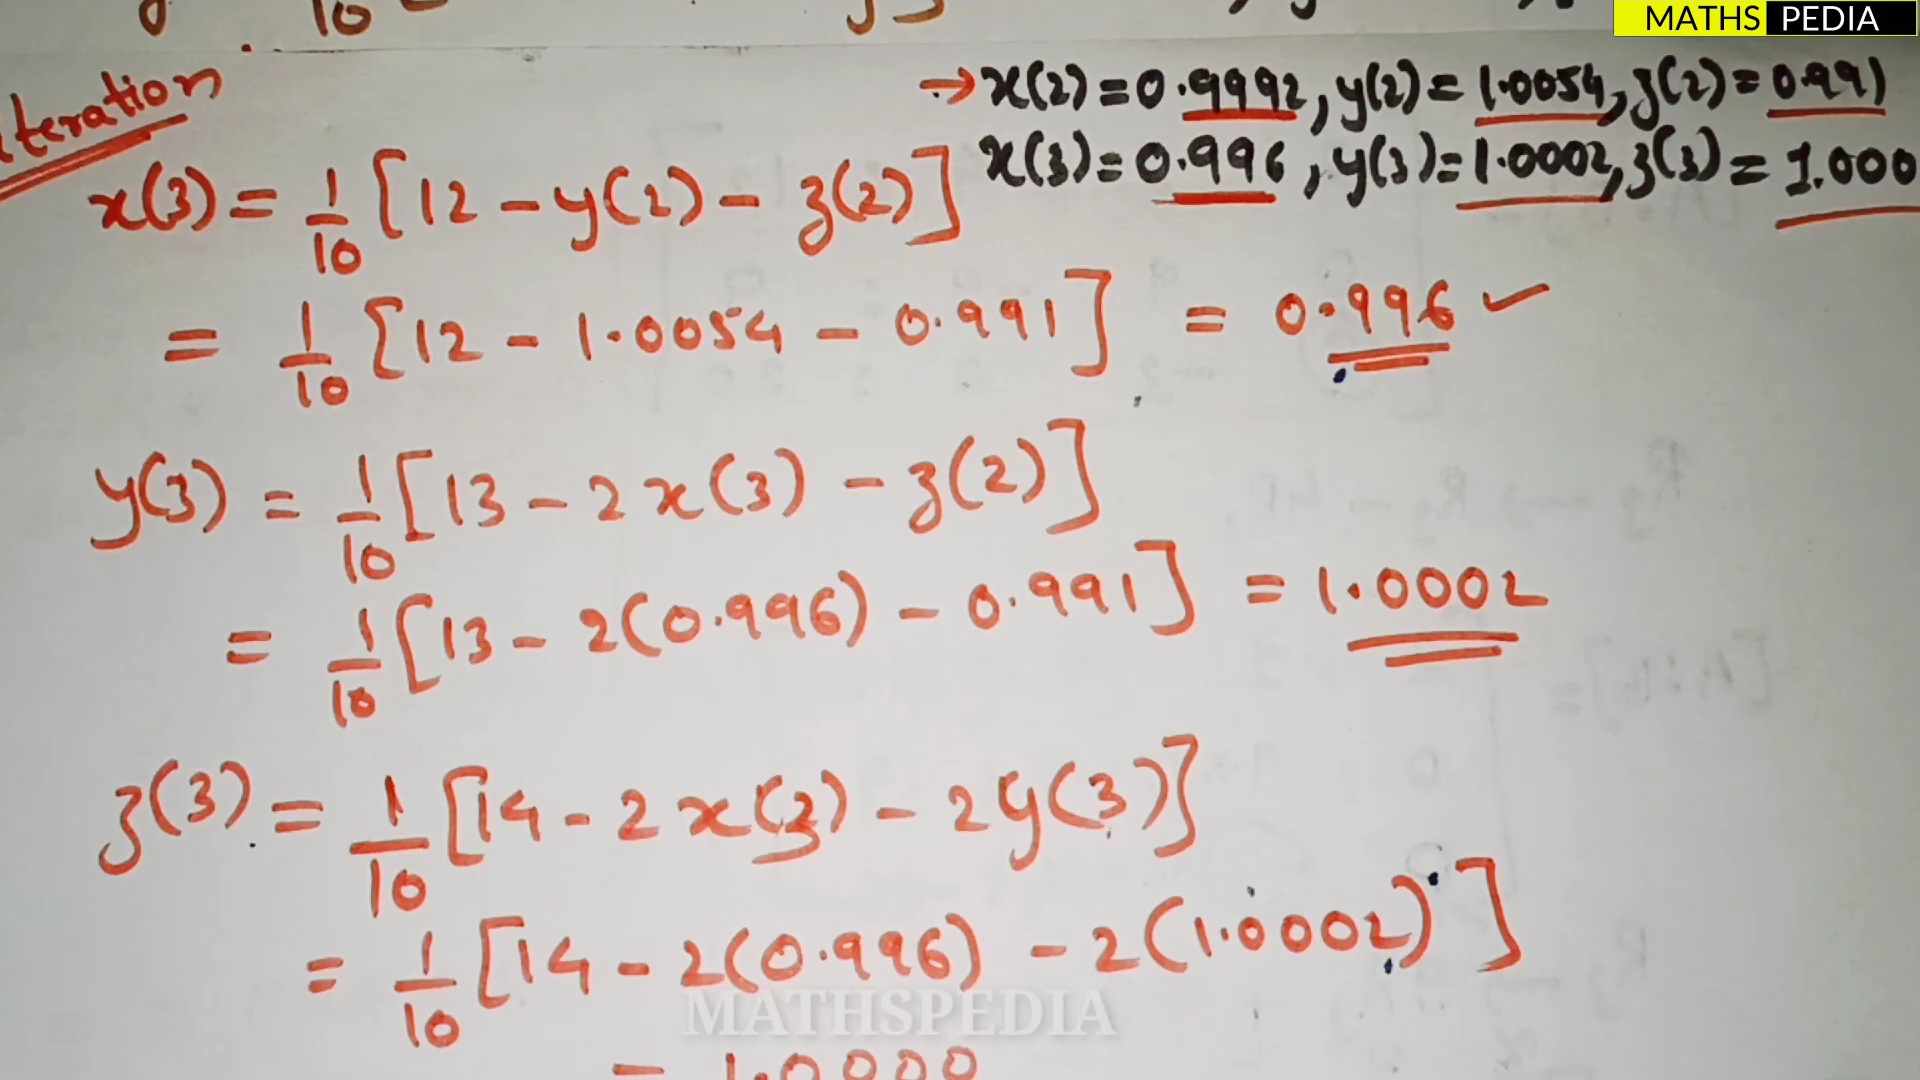 MATHS PEDIA
iteration
→ x(2) = 0.9992, y(2) = 1.0054, z(2) = 0.991
x(3) = 0.996, y(3) = 1.0002, z(3) = 1.000
x(3) = 1/10 [12 - y(2) - z(2)]
= 1/10 [12 - 1.0054 - 0.991] = 0.996 ✓
y(3) = 1/10 [13 - 2x(3) - z(2)]
= 1/10 [13 - 2(0.996) - 0.991] = 1.0002
z(3) = 1/10 [14 - 2x(3) - 2y(3)]
= 1/10 [14 - 2(0.996) - 2(1.0002)]
MATHSPEDIA
= 1.0000